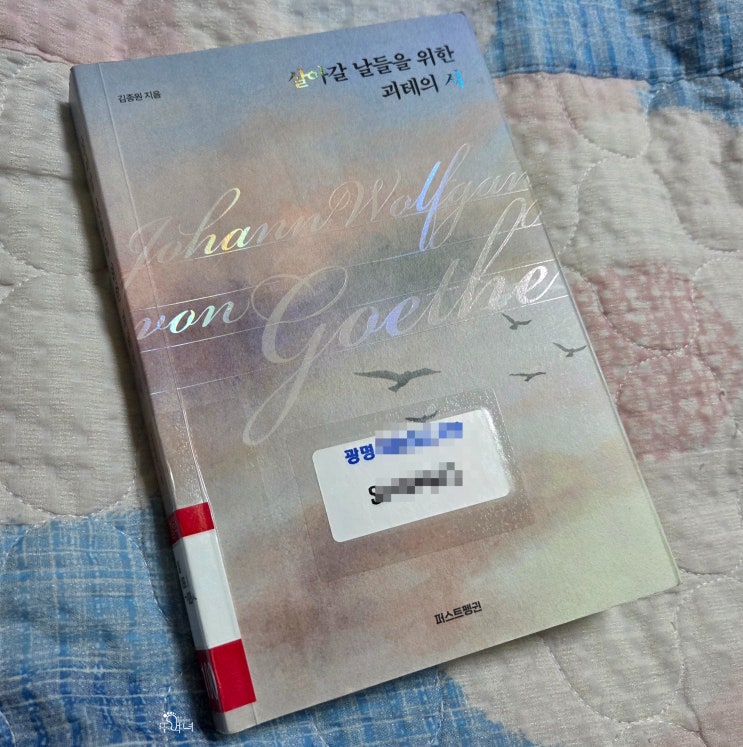 살아갈 날들을 위한
괴테의 시
김종원 지음
Johann Wolfgan
von Goethe
광명
퍼스트펭귄